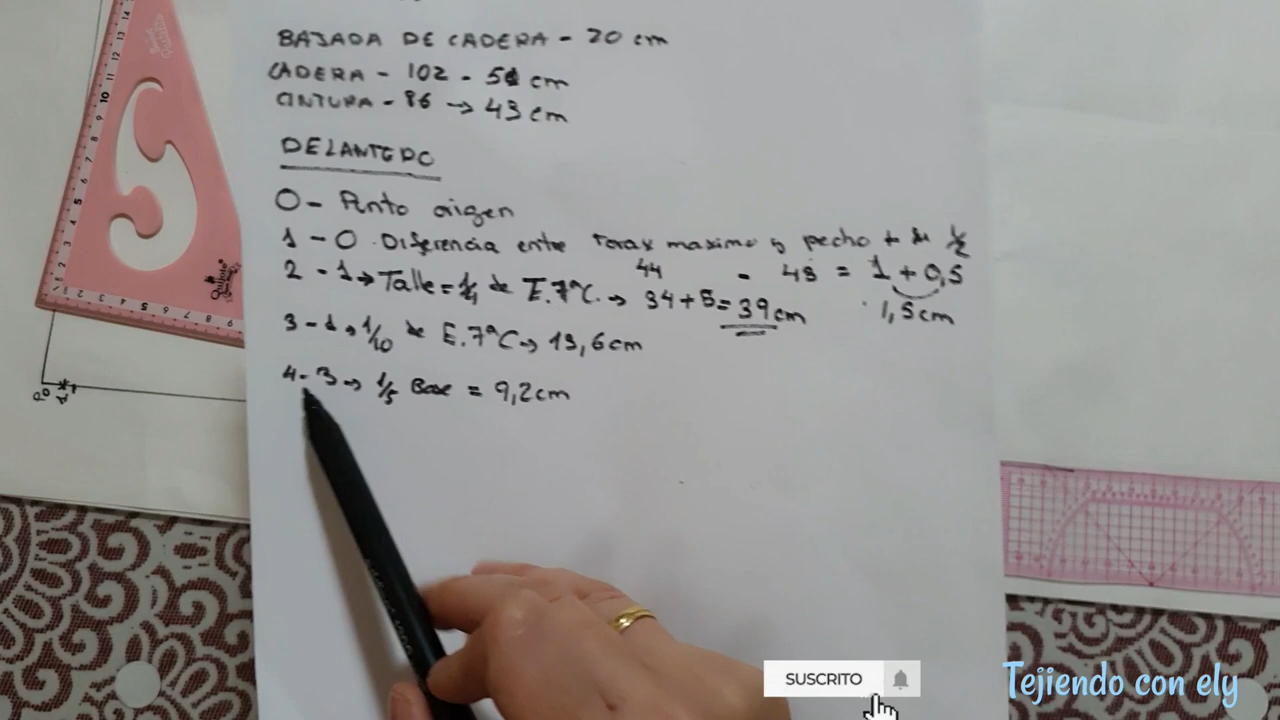 BAJADA DE CADERA - 20 cm
CADERA - 102 - 51 cm
CINTURA - 86 → 43 cm
DELANTERO
0 - Punto origen
1 - 0 . Diferencia entre Torax maximo y pecho + 1/2
44 - 43 = 1 + 0,5
2 - 1 → Talle = 1/4 de E.7ªC. → 34 + 5 = 39 cm
1,5 cm
3 - 1 → 1/10 de E.7ªC → 13,6 cm
4 - 3 → 1/5 Base = 9,2 cm
SUSCRITO
Tejiendo con ely